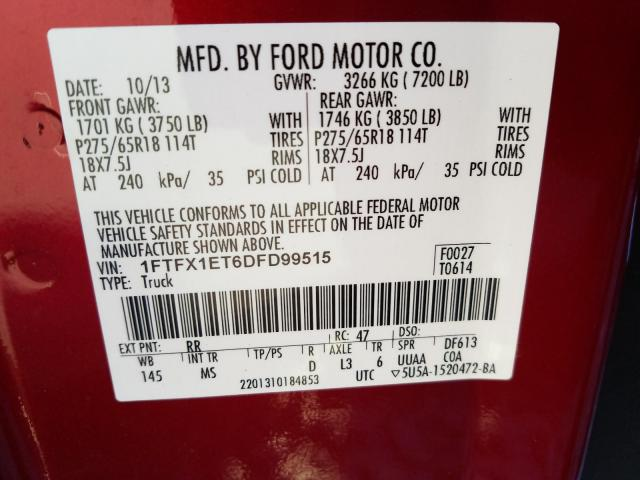 MFD. BY FORD MOTOR CO.
DATE: 10/13 GVWR: 3266 KG ( 7200 LB)
FRONT GAWR: REAR GAWR:
1701 KG ( 3750 LB) WITH 1746 KG ( 3850 LB) WITH
P275/65R18 114T TIRES P275/65R18 114T TIRES
18X7.5J RIMS 18X7.5J RIMS
AT 240 kPa/ 35 PSI COLD AT 240 kPa/ 35 PSI COLD
THIS VEHICLE CONFORMS TO ALL APPLICABLE FEDERAL MOTOR
VEHICLE SAFETY STANDARDS IN EFFECT ON THE DATE OF
MANUFACTURE SHOWN ABOVE.
VIN: 1FTFX1ET6DFD99515 F0027
TYPE: Truck T0614
EXT PNT: RR RC: 47 DSO:
WB INT TR TP/PS R AXLE TR SPR DF613
145 MS D L3 6 UUAA COA
2201310184853 UTC ▽5U5A-1520472-BA